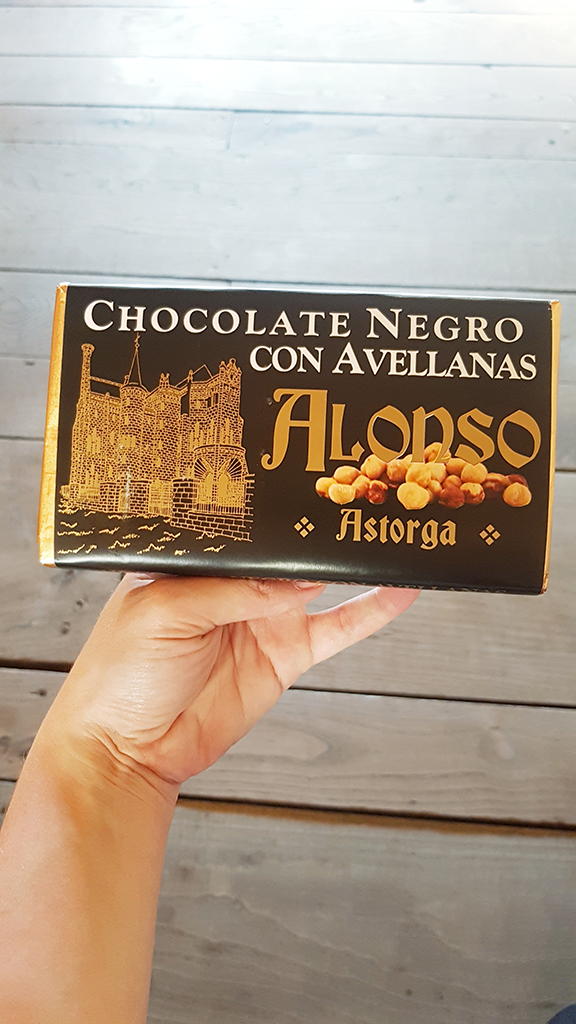 CHOCOLATE NEGRO
CON AVELLANAS
ALONSO
Astorga